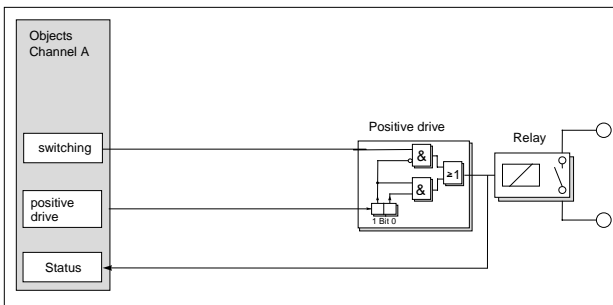 Objects
Channel A
switching
positive
drive
Status
Positive drive
&
&
≥1
1 Bit 0
Relay